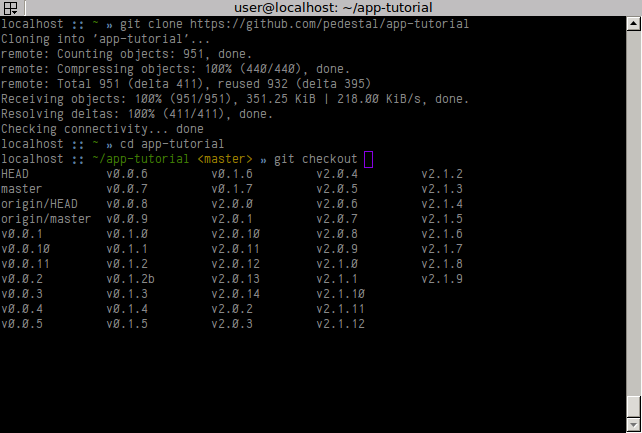 user@localhost: ~/app-tutorial
localhost :: ~ » git clone https://github.com/pedestal/app-tutorial
Cloning into 'app-tutorial'...
remote: Counting objects: 951, done.
remote: Compressing objects: 100% (440/440), done.
remote: Total 951 (delta 411), reused 932 (delta 395)
Receiving objects: 100% (951/951), 351.25 KiB | 218.00 KiB/s, done.
Resolving deltas: 100% (411/411), done.
Checking connectivity... done
localhost :: ~ » cd app-tutorial
localhost :: ~/app-tutorial <master> » git checkout
HEAD v0.0.6 v0.1.6 v2.0.4 v2.1.2
master v0.0.7 v0.1.7 v2.0.5 v2.1.3
origin/HEAD v0.0.8 v2.0.0 v2.0.6 v2.1.4
origin/master v0.0.9 v2.0.1 v2.0.7 v2.1.5
v0.0.1 v0.1.0 v2.0.10 v2.0.8 v2.1.6
v0.0.10 v0.1.1 v2.0.11 v2.0.9 v2.1.7
v0.0.11 v0.1.2 v2.0.12 v2.1.0 v2.1.8
v0.0.2 v0.1.2b v2.0.13 v2.1.1 v2.1.9
v0.0.3 v0.1.3 v2.0.14 v2.1.10
v0.0.4 v0.1.4 v2.0.2 v2.1.11
v0.0.5 v0.1.5 v2.0.3 v2.1.12